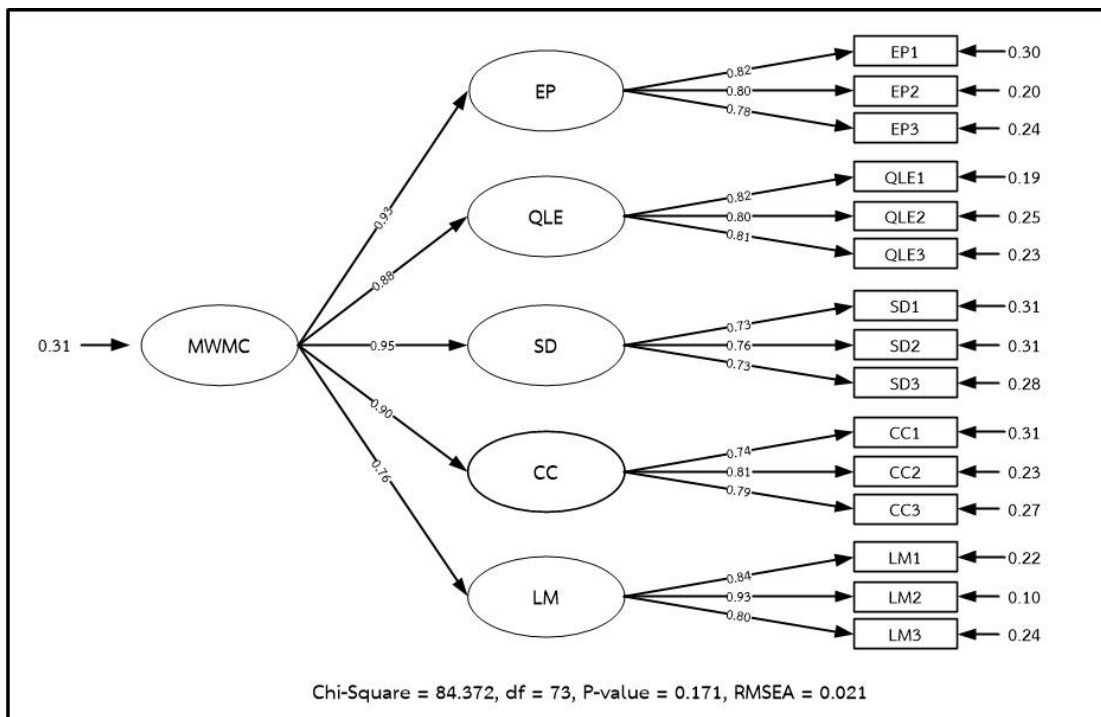 EP1
0.30
0.82
EP
0.80
EP2
0.20
0.78
EP3
0.24
0.93
QLE1
0.19
0.82
QLE
0.80
QLE2
0.25
0.81
QLE3
0.23
0.88
SD1
0.31
0.73
0.31
MWMC
0.95
SD
0.76
SD2
0.31
0.73
SD3
0.28
0.90
CC1
0.31
0.74
CC
0.81
CC2
0.23
0.79
CC3
0.27
0.76
LM1
0.22
0.84
LM
0.93
LM2
0.10
0.80
LM3
0.24
Chi-Square = 84.372, df = 73, P-value = 0.171, RMSEA = 0.021